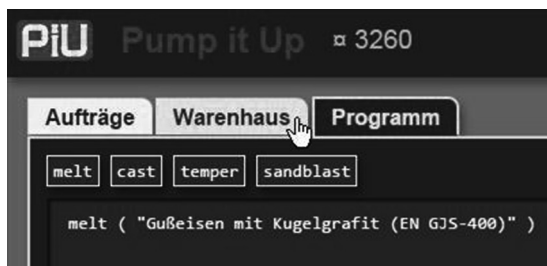 PiU Pump it Up ¤ 3260
Aufträge Warenhaus Programm
melt cast temper sandblast
melt ( "Gußeisen mit Kugelgrafit (EN GJS-400)" )